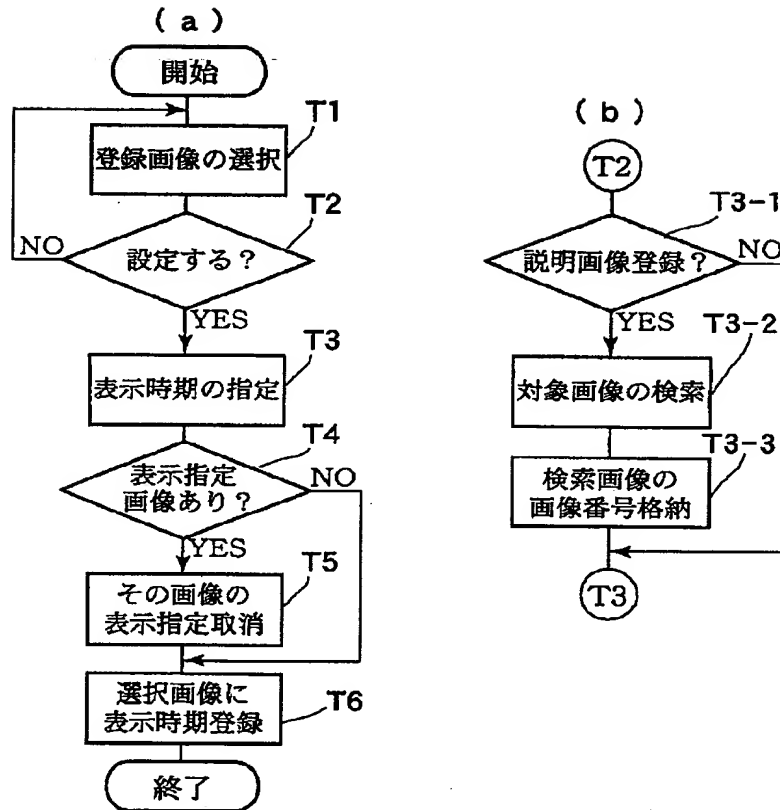 (a)
開始
T1
登録画像の選択
T2
設定する？
NO
YES
T3
表示時期の指定
T4
表示指定
画像あり？
NO
YES
T5
その画像の
表示指定取消
選択画像に
表示時期登録
T6
終了
(b)
T2
T3-1
説明画像登録？
NO
YES
T3-2
対象画像の検索
T3-3
検索画像の
画像番号格納
T3